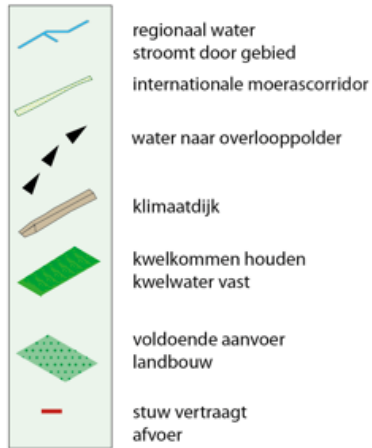 regionaal water
stroomt door gebied
internationale moerascorridor
water naar overlooppolder
klimaatdijk
kwelkommen houden
kwelwater vast
voldoende aanvoer
landbouw
stuw vertraagt
afvoer